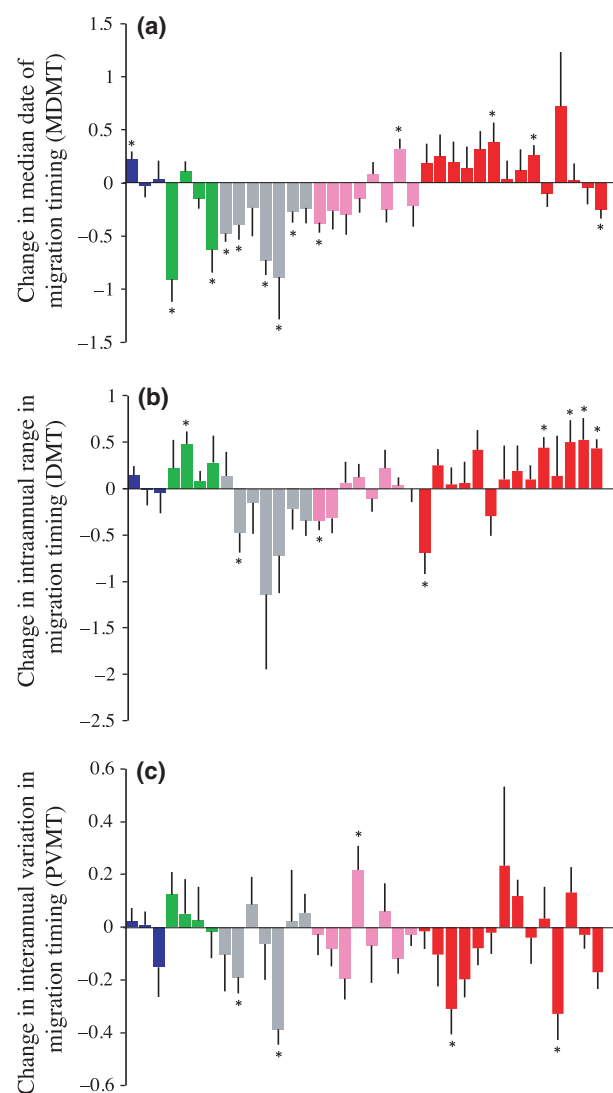 (a)
Change in median date of
migration timing (MDMT)
1.5
1
0.5
0
−0.5
−1
−1.5
* * * * * * * * * * * * * *
(b)
Change in intraannual range in
migration timing (DMT)
1
0.5
0
−0.5
−1
−1.5
−2
−2.5
* * * * * * * *
(c)
Change in interannual variation in
migration timing (PVMT)
0.6
0.4
0.2
0
−0.2
−0.4
−0.6
* * * * *